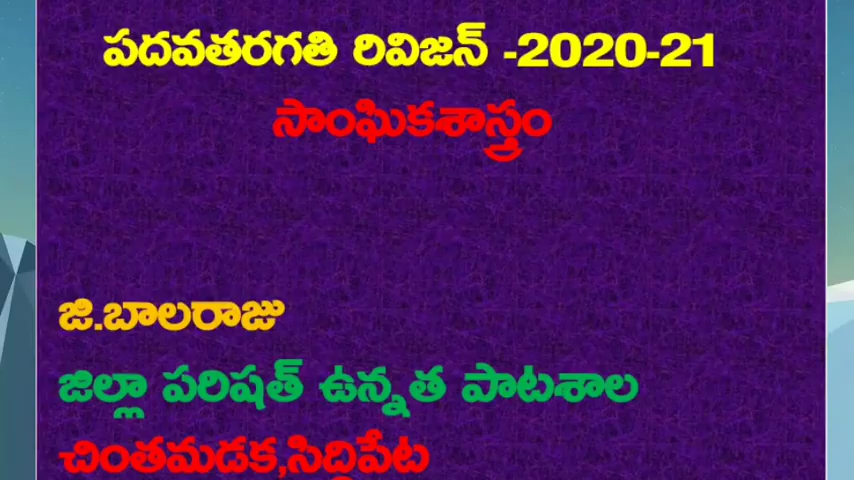 పదవతరగతి రివిజన్ -2020-21
సాంఘికశాస్త్రం
జి.బాలరాజు
జిల్లా పరిషత్ ఉన్నత పాటశాల
చింతమడక,సిద్దిపేట